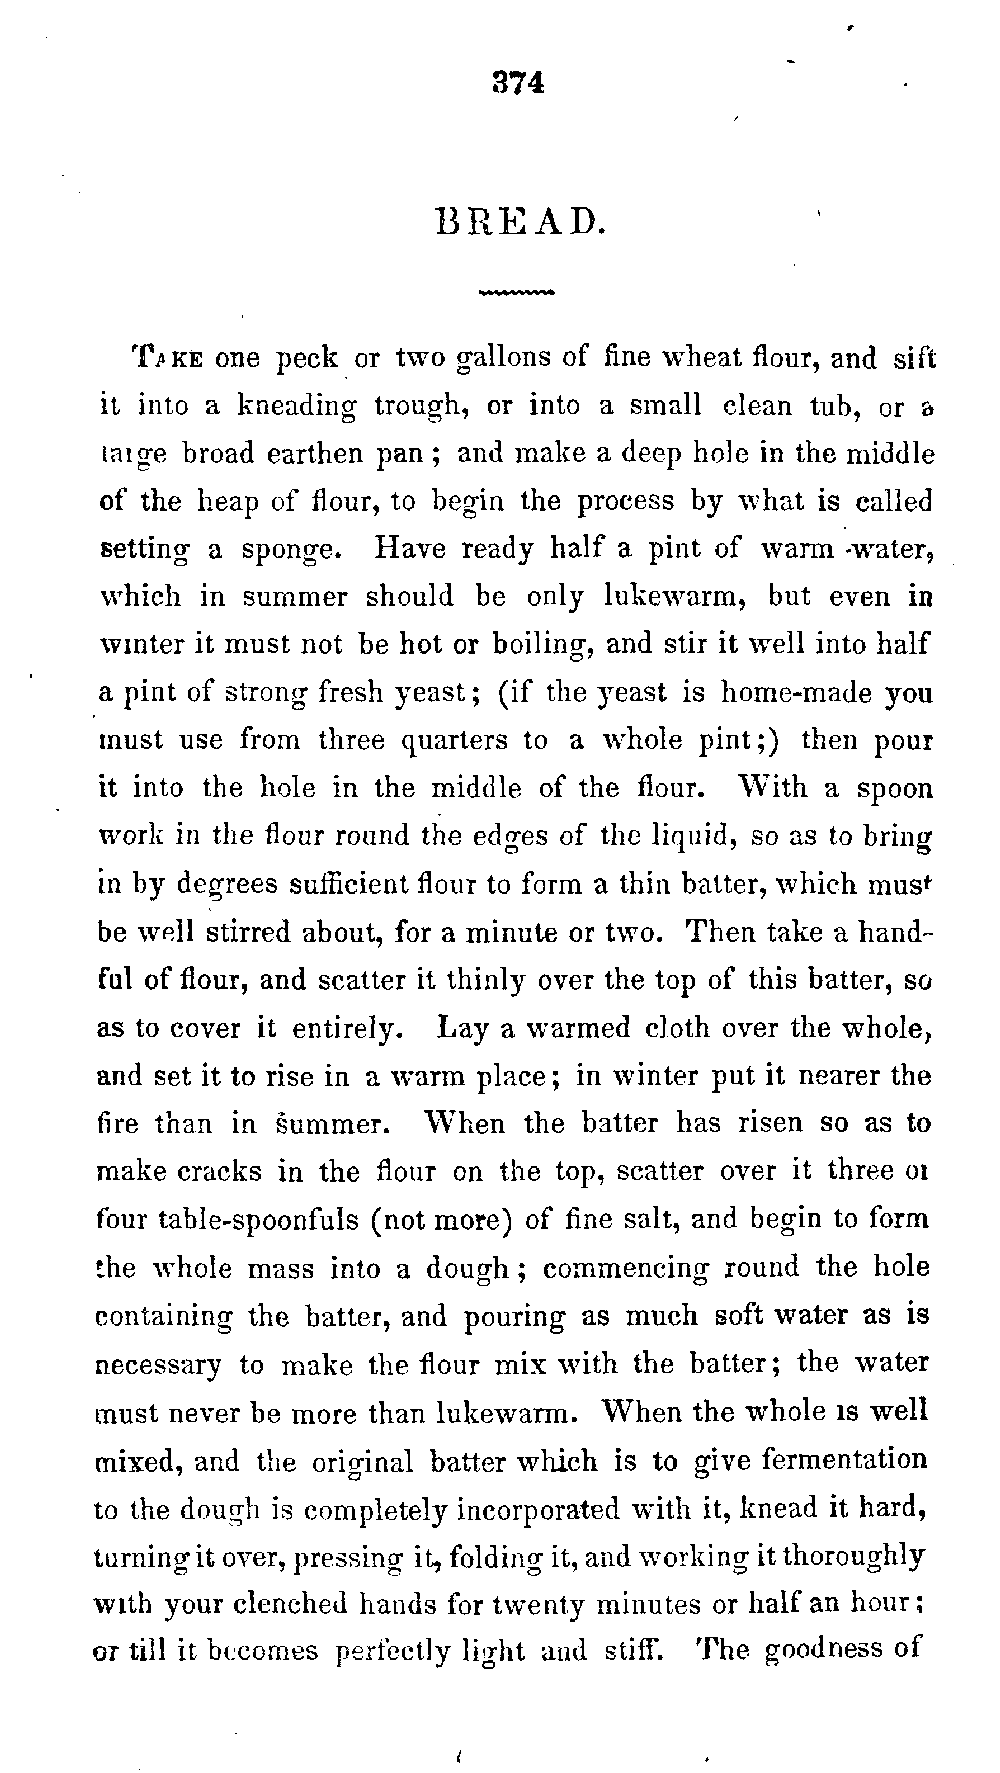 374
BREAD.
TAKE one peck or two gallons of fine wheat flour, and sift
it into a kneading trough, or into a small clean tub, or a
large broad earthen pan; and make a deep hole in the middle
of the heap of flour, to begin the process by what is called
setting a sponge. Have ready half a pint of warm water,
which in summer should be only lukewarm, but even in
winter it must not be hot or boiling, and stir it well into half
a pint of strong fresh yeast; (if the yeast is home-made you
must use from three quarters to a whole pint;) then pour
it into the hole in the middle of the flour. With a spoon
work in the flour round the edges of the liquid, so as to bring
in by degrees sufficient flour to form a thin batter, which must
be well stirred about, for a minute or two. Then take a hand-
ful of flour, and scatter it thinly over the top of this batter, so
as to cover it entirely. Lay a warmed cloth over the whole,
and set it to rise in a warm place; in winter put it nearer the
fire than in summer. When the batter has risen so as to
make cracks in the flour on the top, scatter over it three or
four table-spoonfuls (not more) of fine salt, and begin to form
the whole mass into a dough; commencing round the hole
containing the batter, and pouring as much soft water as is
necessary to make the flour mix with the batter; the water
must never be more than lukewarm. When the whole is well
mixed, and the original batter which is to give fermentation
to the dough is completely incorporated with it, knead it hard,
turning it over, pressing it, folding it, and working it thoroughly
with your clenched hands for twenty minutes or half an hour;
or till it becomes perfectly light and stiff. The goodness of